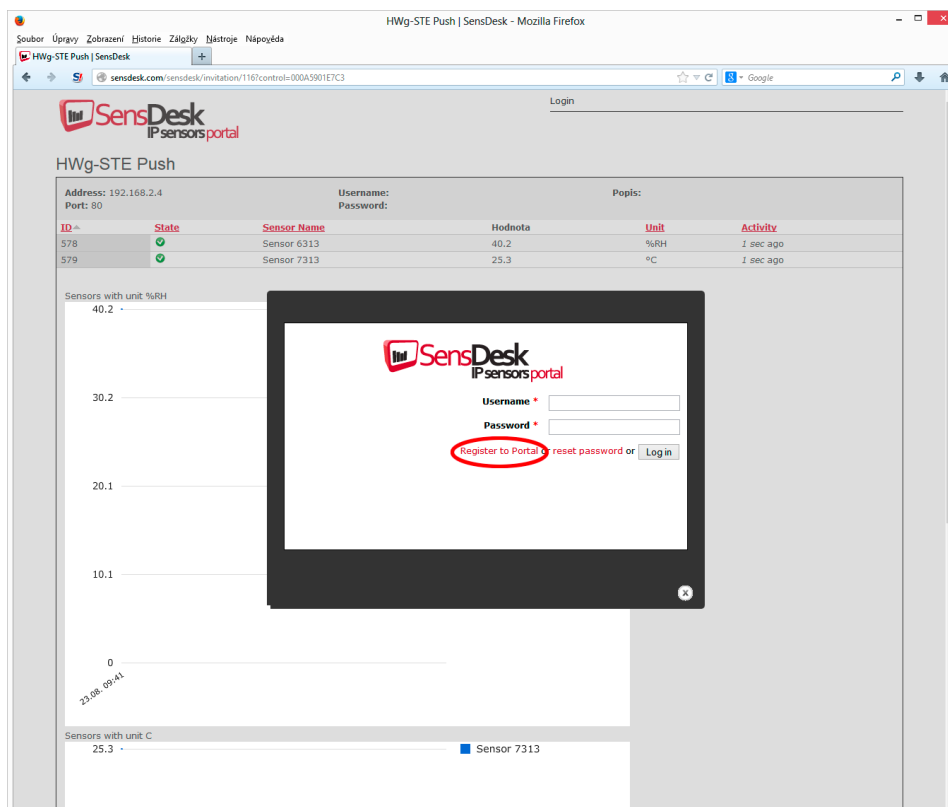 HWg-STE Push | SensDesk - Mozilla Firefox
Soubor Úpravy Zobrazení Historie Záložky Nástroje Nápověda
HWg-STE Push | SensDesk +
sensdesk.com/sensdesk/invitation/116?control=000A5901E7C3 Google
Login
SensDesk
IP sensors portal
HWg-STE Push
Address: 192.168.2.4 Username: Popis:
Port: 80 Password:
ID State Sensor Name Hodnota Unit Activity
578 Sensor 6313 40.2 %RH 1 sec ago
579 Sensor 7313 25.3 °C 1 sec ago
Sensors with unit %RH
40.2
30.2
20.1
10.1
0
23.08. 09:41
SensDesk
IP sensors portal
Username *
Password *
Register to Portal or reset password or Log in
x
Sensors with unit C
25.3 Sensor 7313